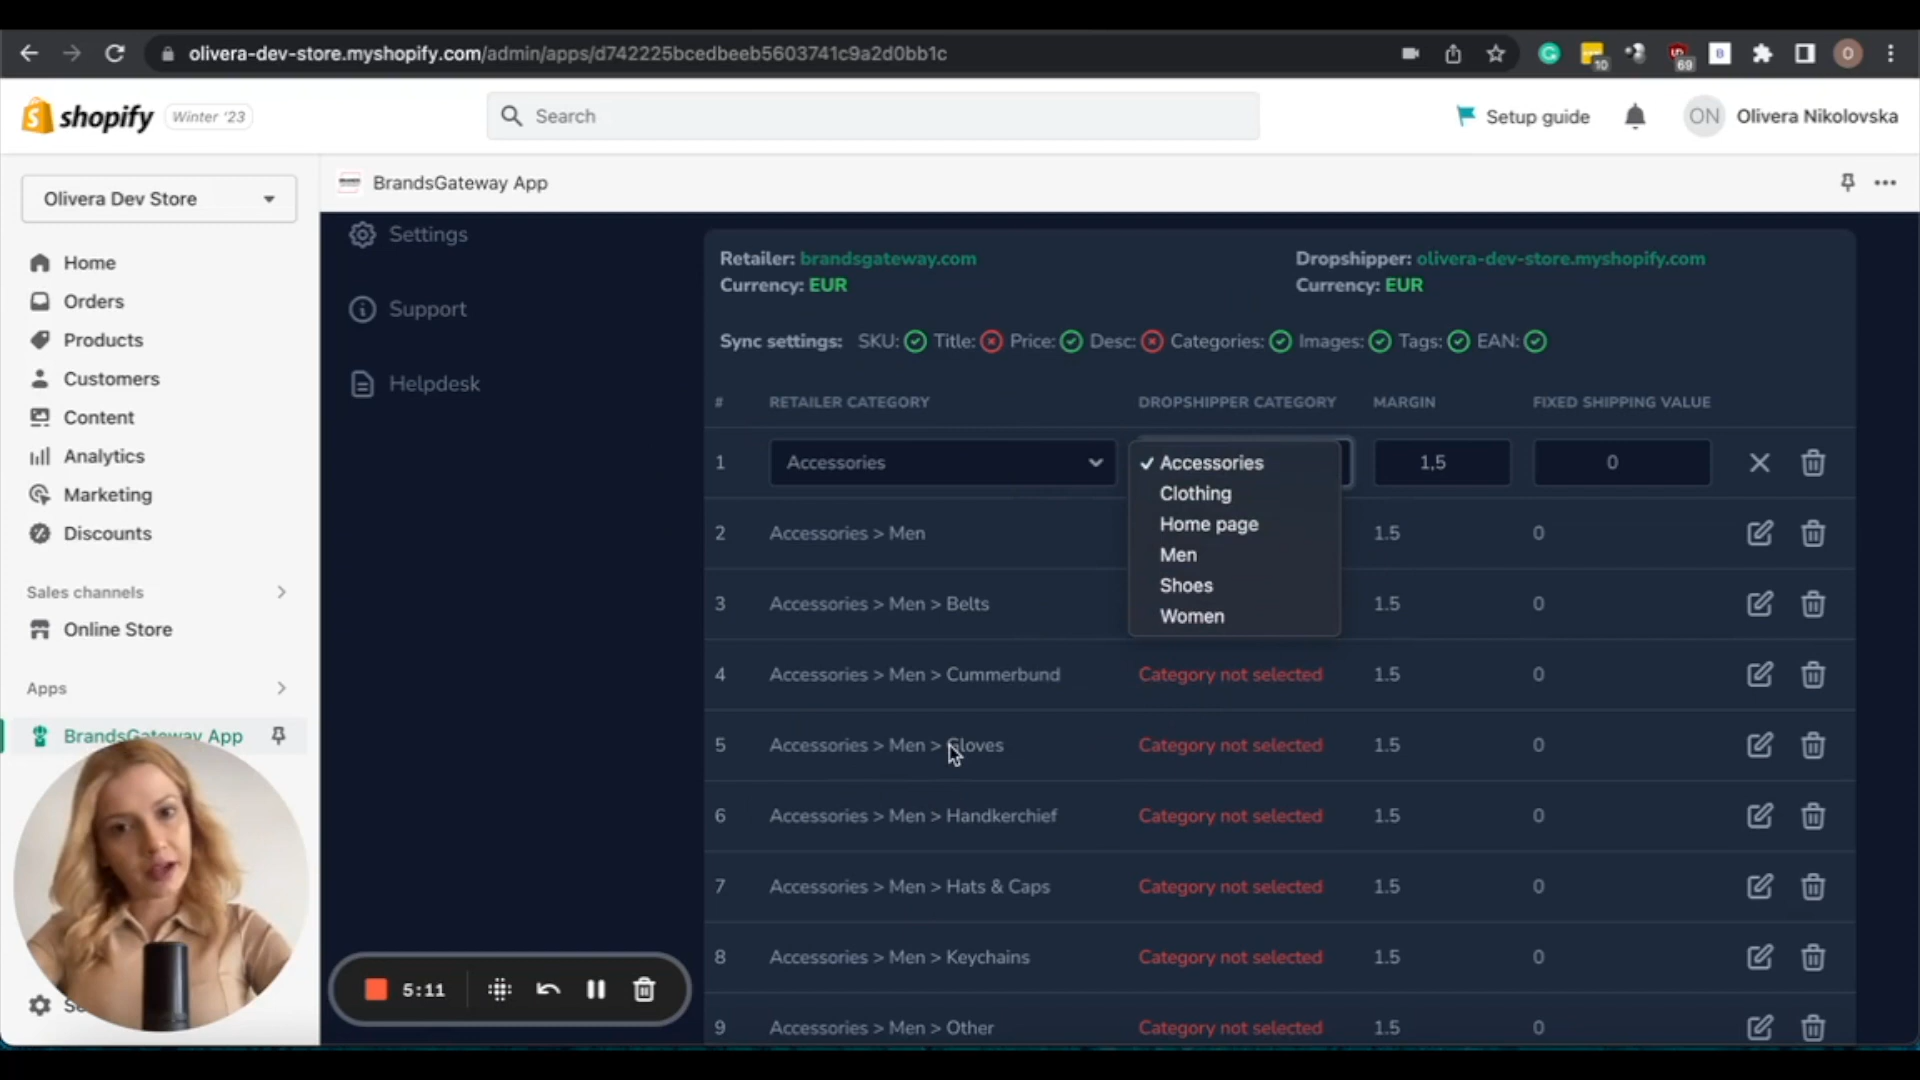 olivera-dev-store.myshopify.com/admin/apps/d742225bcedbeeb5603741c9a2d0bb1c
10
69
B
O
shopify
Winter '23
Search
Setup guide
ON
Olivera Nikolovska
Olivera Dev Store
BrandsGateway App
Home
Orders
Products
Customers
Content
Analytics
Marketing
Discounts
Sales channels
Online Store
Apps
BrandsGateway App
Settings
Support
Helpdesk
Retailer: brandsgateway.com
Currency: EUR
Dropshipper: olivera-dev-store.myshopify.com
Currency: EUR
Sync settings: SKU: Title: Price: Desc: Categories: Images: Tags: EAN:
# RETAILER CATEGORY DROPSHIPPER CATEGORY MARGIN FIXED SHIPPING VALUE
1 Accessories 1,5 0
Accessories
Clothing
Home page
Men
Shoes
Women
2 Accessories > Men 1.5 0
3 Accessories > Men > Belts 1.5 0
4 Accessories > Men > Cummerbund Category not selected 1.5 0
5 Accessories > Men > Gloves Category not selected 1.5 0
6 Accessories > Men > Handkerchief Category not selected 1.5 0
7 Accessories > Men > Hats & Caps Category not selected 1.5 0
8 Accessories > Men > Keychains Category not selected 1.5 0
9 Accessories > Men > Other Category not selected 1.5 0
5:11